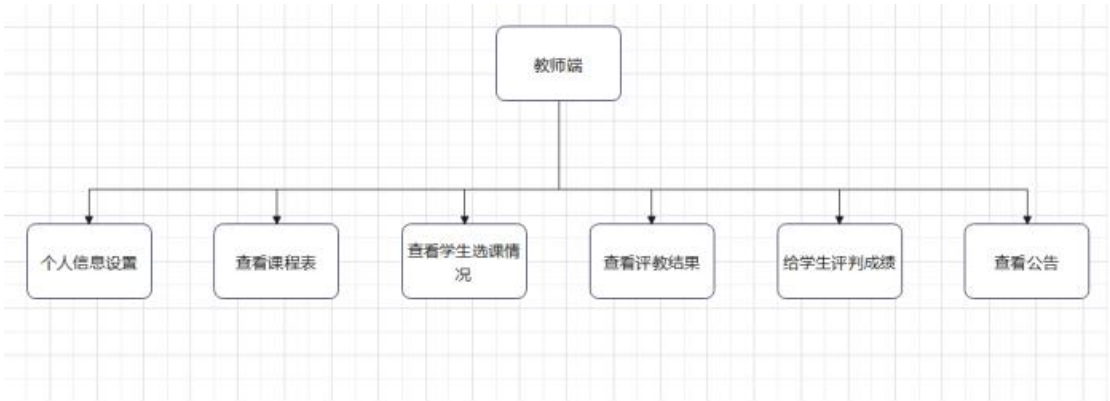 教师端
个人信息设置
查看课程表
查看学生选课情
况
查看评教结果
给学生评判成绩
查看公告